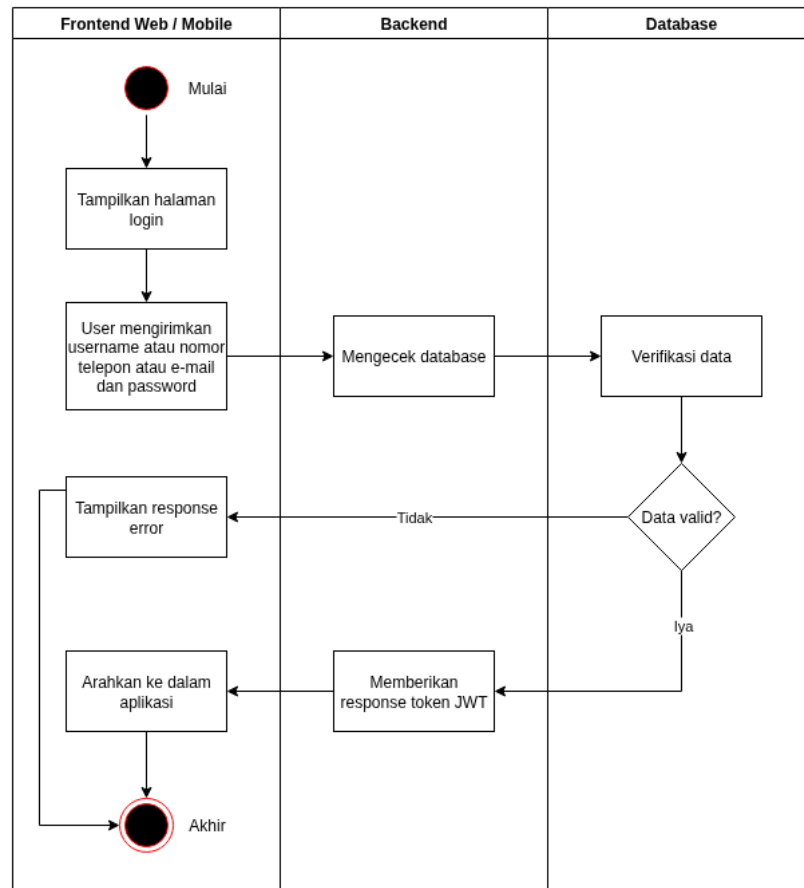 Frontend Web / Mobile
Backend
Database
Mulai
Tampilkan halaman
login
User mengirimkan
username atau nomor
telepon atau e-mail
dan password
Mengecek database
Verifikasi data
Tampilkan response
error
Tidak
Data valid?
Iya
Arahkan ke dalam
aplikasi
Memberikan
response token JWT
Akhir